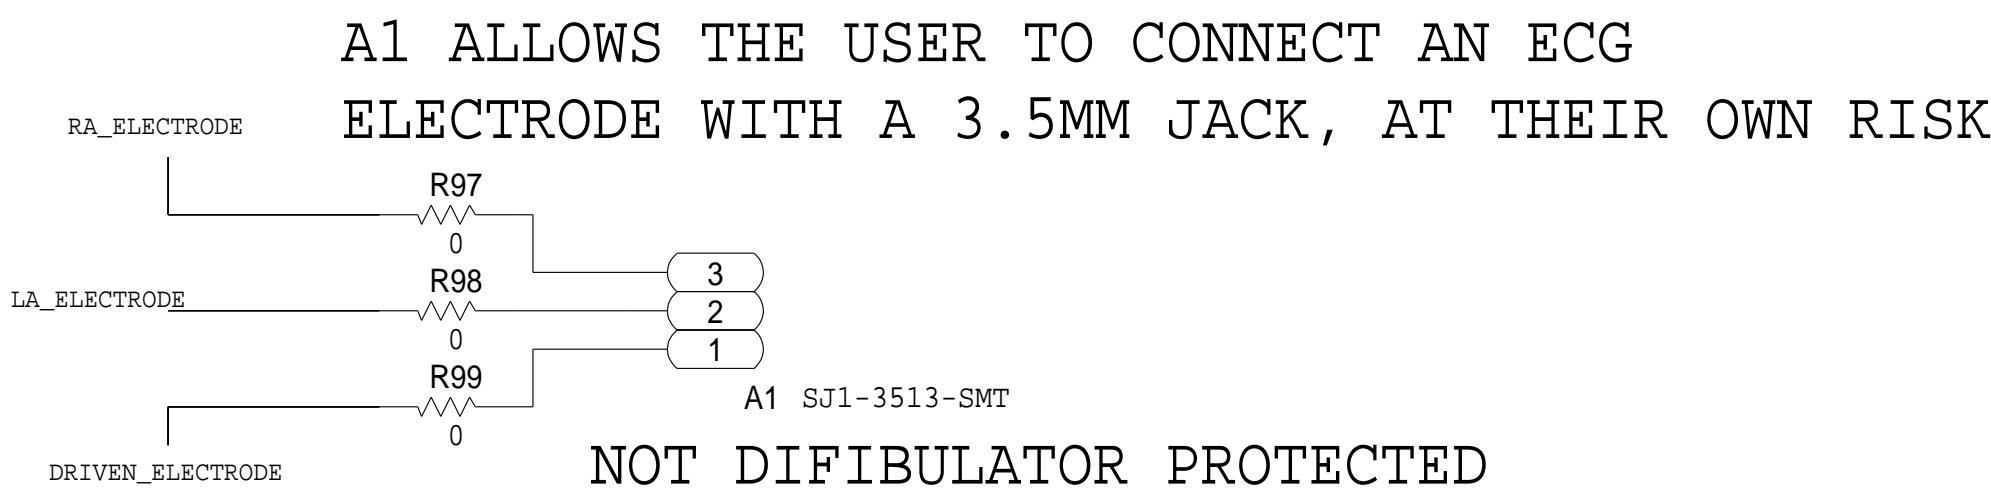 A1 ALLOWS THE USER TO CONNECT AN ECG
ELECTRODE WITH A 3.5MM JACK, AT THEIR OWN RISK
RA_ELECTRODE
R97
0
3
R98
LA_ELECTRODE
2
0
1
R99
A1 SJ1-3513-SMT
0
NOT DIFIBULATOR PROTECTED
DRIVEN_ELECTRODE